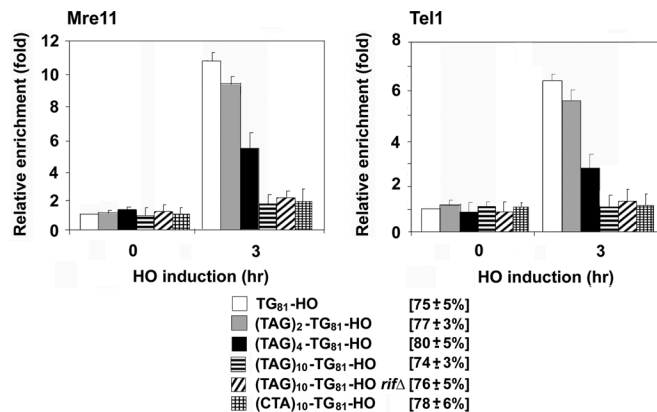 Mre11
Relative enrichment (fold)
12
10
8
6
4
2
0
0 3
HO induction (hr)
Tel1
Relative enrichment (fold)
8
6
4
2
1
0
0 3
HO induction (hr)
TG₈₁-HO [75±5%]
(TAG)₂-TG₈₁-HO [77±3%]
(TAG)₄-TG₈₁-HO [80±5%]
(TAG)₁₀-TG₈₁-HO [74±3%]
(TAG)₁₀-TG₈₁-HO rifΔ [76±5%]
(CTA)₁₀-TG₈₁-HO [78±6%]